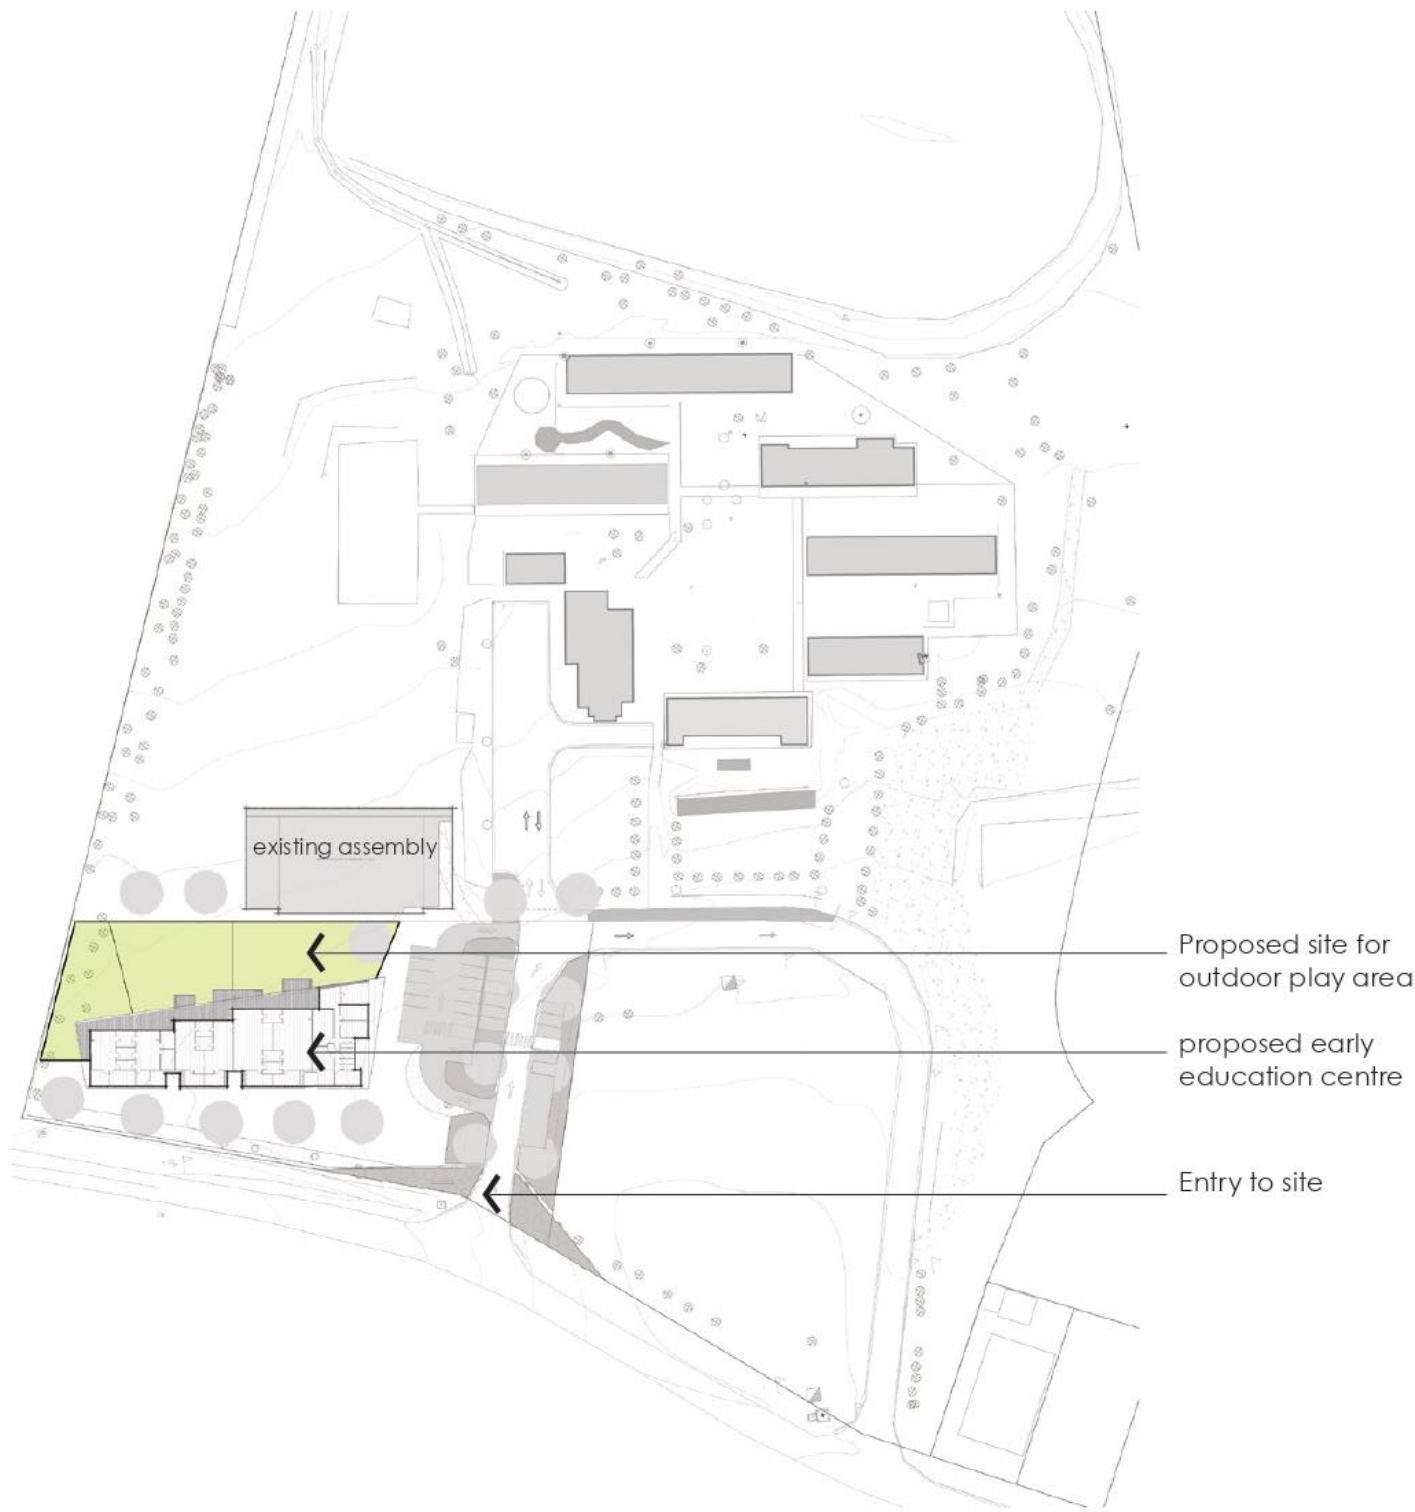 existing assembly
Proposed site for
outdoor play area
proposed early
education centre
Entry to site